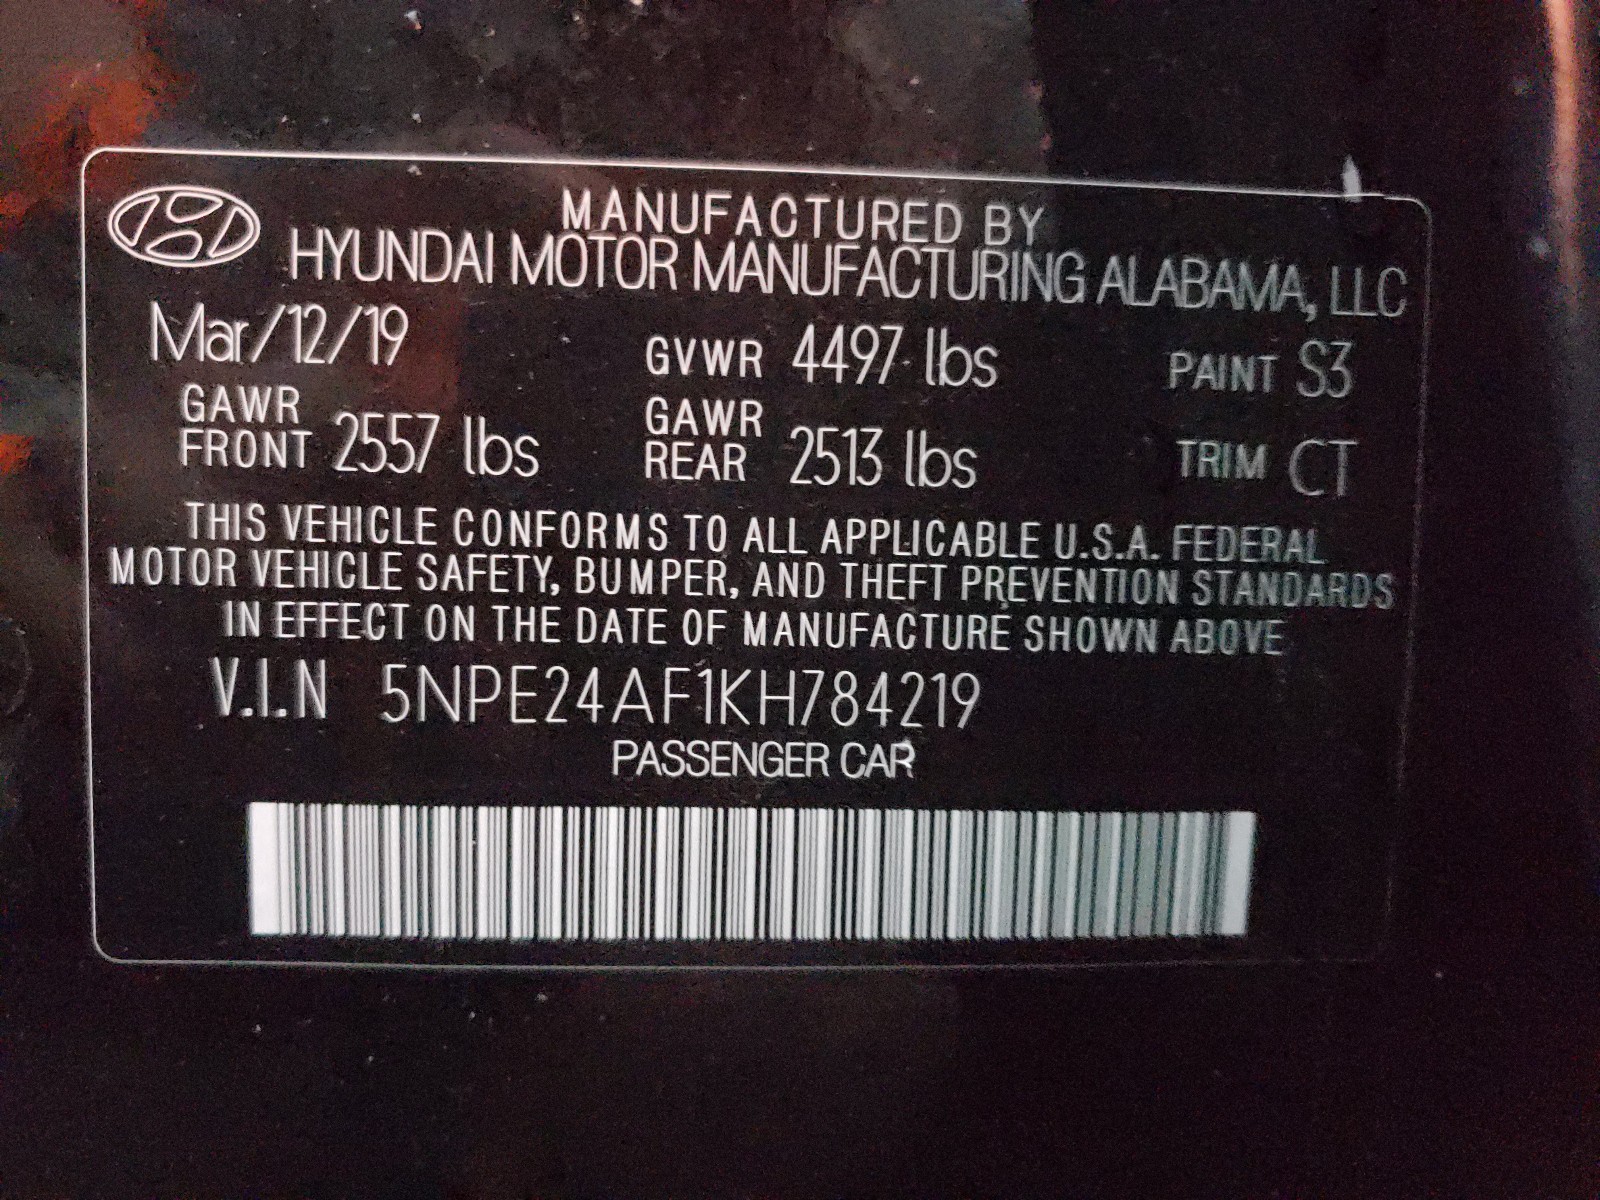 MANUFACTURED BY
HYUNDAI MOTOR MANUFACTURING ALABAMA, LLC
Mar/12/19 GVWR 4497 lbs PAINT S3
GAWR FRONT 2557 lbs GAWR REAR 2513 lbs TRIM CT
THIS VEHICLE CONFORMS TO ALL APPLICABLE U.S.A. FEDERAL
MOTOR VEHICLE SAFETY, BUMPER, AND THEFT PREVENTION STANDARDS
IN EFFECT ON THE DATE OF MANUFACTURE SHOWN ABOVE
V.I.N 5NPE24AF1KH784219
PASSENGER CAR